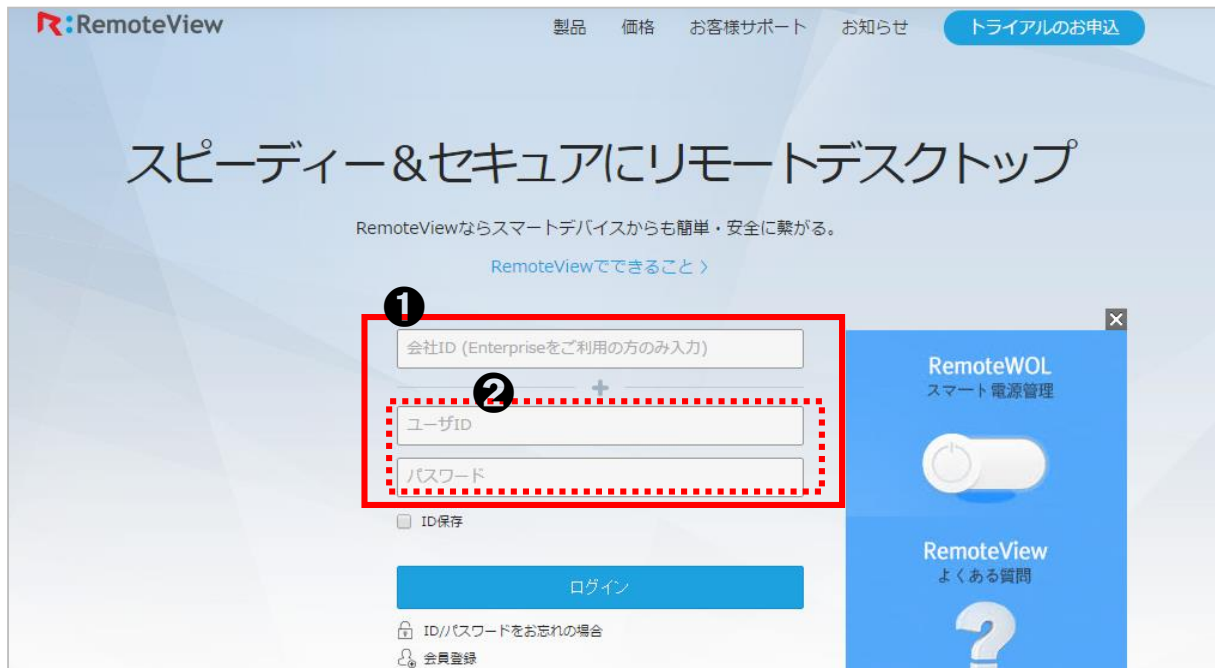 R:RemoteView
製品 価格 お客様サポート お知らせ トライアルのお申込
スピーディー&セキュアにリモートデスクトップ
RemoteViewならスマートデバイスからも簡単・安全に繋がる。
RemoteViewでできること 〉
❶
会社ID (Enterpriseをご利用の方のみ入力)
❷
ユーザID
パスワード
ID保存
ログイン
ID/パスワードをお忘れの場合
会員登録
RemoteWOL
スマート電源管理
RemoteView
よくある質問
?